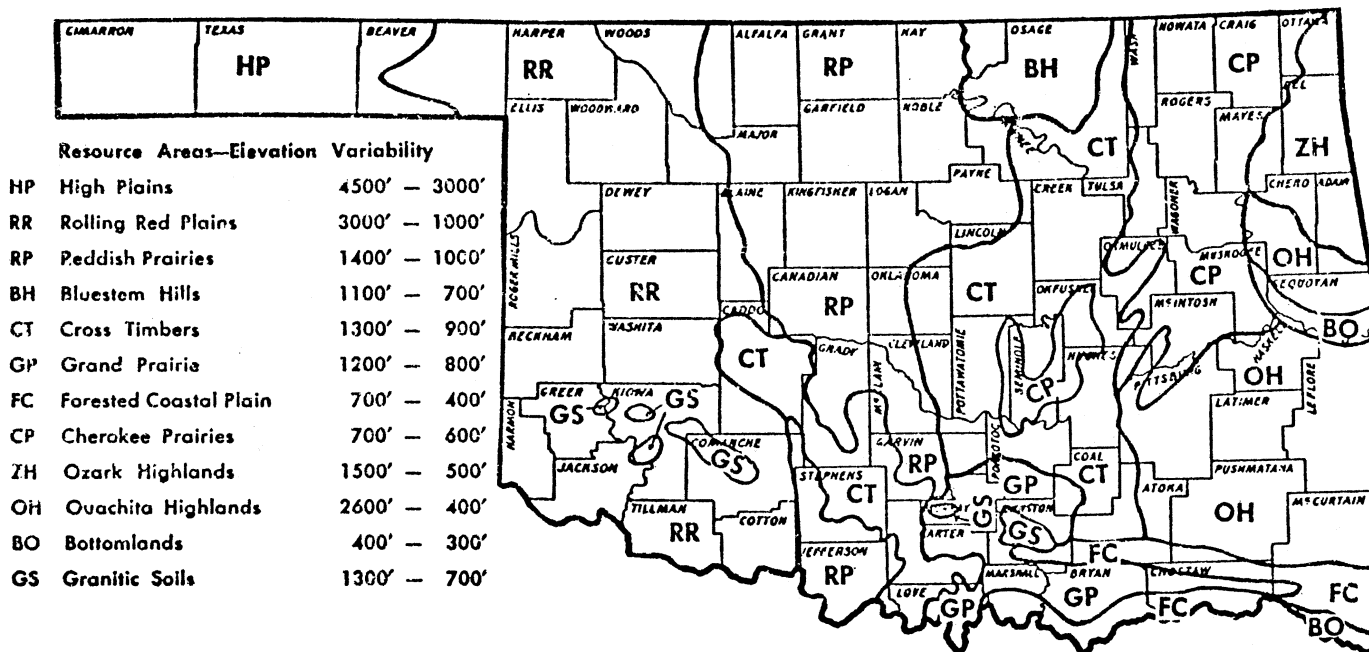 CIMARRON TEXAS BEAVER HARPER WOODS ALFALFA GRANT KAY OSAGE WASH NOWATA CRAIG OTTAWA
HP RR RP BH CP
ELLIS WOODWARD MAJOR GARFIELD NOBLE ROGERS MAYES DEL
CT ZH
PAYNE CREEK TULSA WAGONER CHERO ADAIR
Resource Areas—Elevation Variability
HP High Plains 4500' — 3000'
RR Rolling Red Plains 3000' — 1000'
RP Reddish Prairies 1400' — 1000'
BH Bluestem Hills 1100' — 700'
CT Cross Timbers 1300' — 900'
GP Grand Prairie 1200' — 800'
FC Forested Coastal Plain 700' — 400'
CP Cherokee Prairies 700' — 600'
ZH Ozark Highlands 1500' — 500'
OH Ouachita Highlands 2600' — 400'
BO Bottomlands 400' — 300'
GS Granitic Soils 1300' — 700'
DEWEY BLAINE KINGFISHER LOGAN LINCOLN
ROGER MILLS CUSTER CANADIAN OKLAHOMA OKFUSKEE OKMULGEE MUSKOGEE SEQUOYAH
RR RP CT CP OH
BECKHAM WASHITA CADDO GRADY McCLAIN CLEVELAND POTTAWATOMIE SEMINOLE HUGHES McINTOSH PITTSBURG HASKELL
CT CP OH BO
HARMON GREER KIOWA COMANCHE GARVIN PONTOTOC COAL LATIMER LEFLORE
GS GS GS RP GP CT
JACKSON STEPHENS ATOKA PUSHMATAHA McCURTAIN
CT GS GS OH
TILLMAN COTTON CARTER
RR FC
JEFFERSON LOVE MARSHALL BRYAN CHOCTAW
RP GP GP FC FC
BO